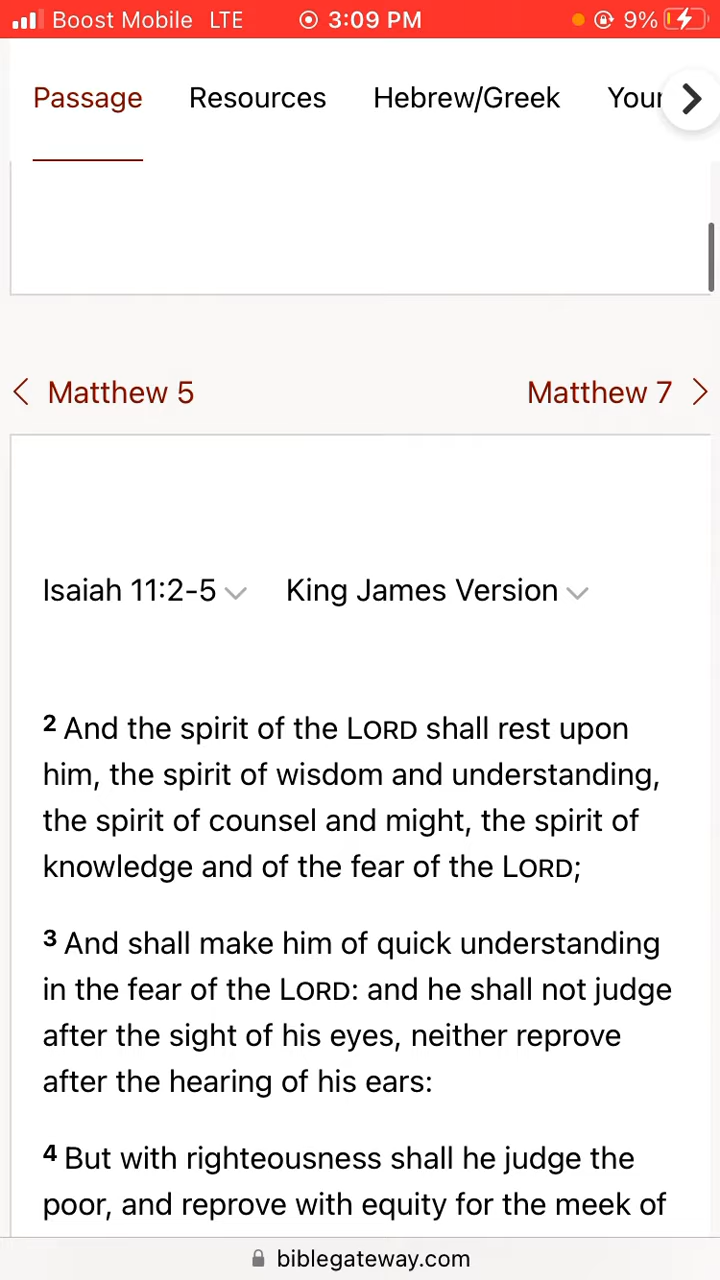 Boost Mobile LTE 3:09 PM 9%
Passage Resources Hebrew/Greek
Matthew 5 Matthew 7
Isaiah 11:2-5 King James Version
2 And the spirit of the LORD shall rest upon
him, the spirit of wisdom and understanding,
the spirit of counsel and might, the spirit of
knowledge and of the fear of the LORD;
3 And shall make him of quick understanding
in the fear of the LORD: and he shall not judge
after the sight of his eyes, neither reprove
after the hearing of his ears:
4 But with righteousness shall he judge the
poor, and reprove with equity for the meek of
biblegateway.com